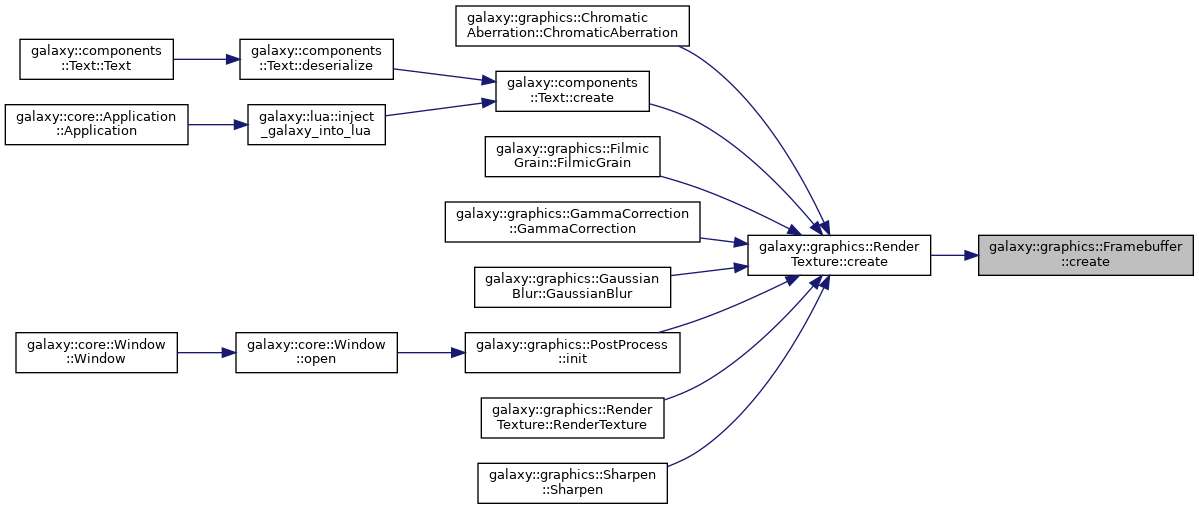 galaxy::graphics::Chromatic
Aberration::ChromaticAberration
galaxy::components
::Text::Text
galaxy::components
::Text::deserialize
galaxy::components
::Text::create
galaxy::core::Application
::Application
galaxy::lua::inject
_galaxy_into_lua
galaxy::graphics::Filmic
Grain::FilmicGrain
galaxy::graphics::GammaCorrection
::GammaCorrection
galaxy::graphics::Render
Texture::create
galaxy::graphics::Framebuffer
::create
galaxy::graphics::Gaussian
Blur::GaussianBlur
galaxy::core::Window
::Window
galaxy::core::Window
::open
galaxy::graphics::PostProcess
::init
galaxy::graphics::Render
Texture::RenderTexture
galaxy::graphics::Sharpen
::Sharpen